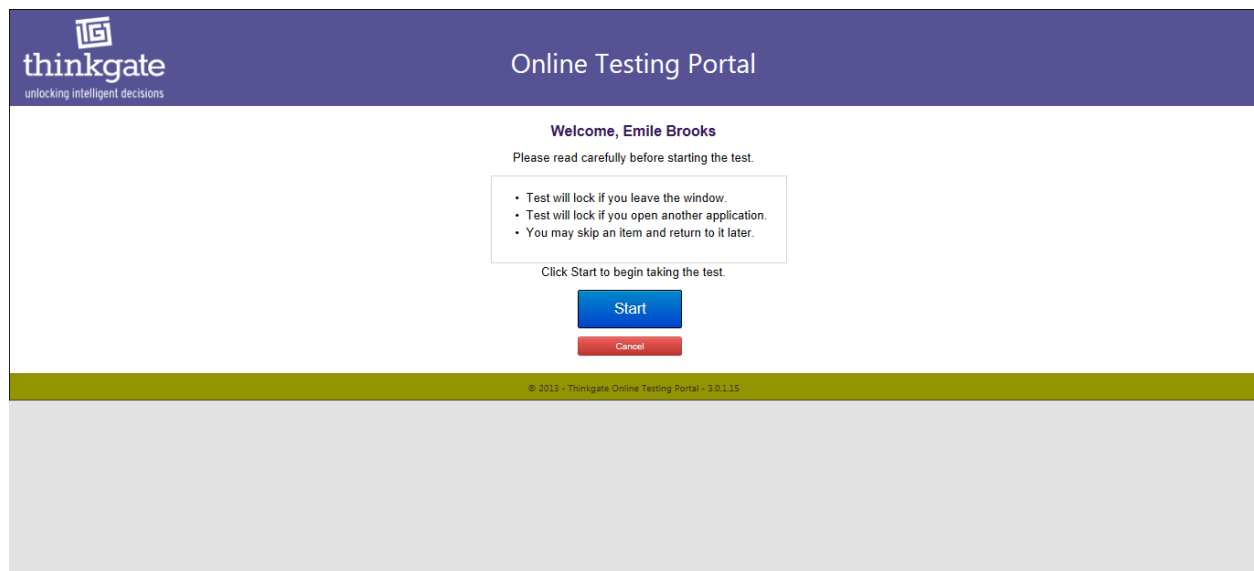 TG
thinkgate
unlocking intelligent decisions
Online Testing Portal
Welcome, Emile Brooks
Please read carefully before starting the test.
• Test will lock if you leave the window.
• Test will lock if you open another application.
• You may skip an item and return to it later.
Click Start to begin taking the test.
Start
Cancel
© 2013 - Thinkgate Online Testing Portal - 3.0.1.15